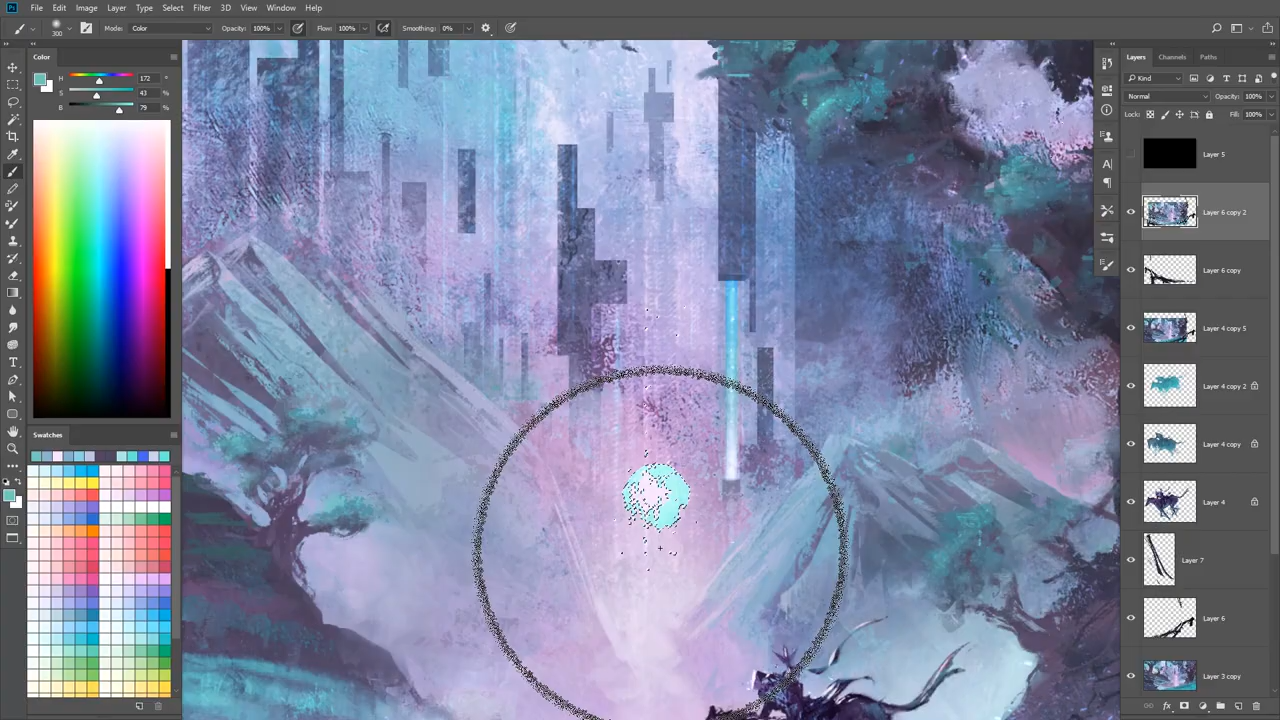 Ps File Edit Image Layer Type Select Filter 3D View Window Help
300 Mode: Color Opacity: 100% Flow: 100% Smoothing: 0%
Color
H 172 °
S 43 %
B 79 %
Swatches
Layers Channels Paths
Kind
Normal Opacity: 100%
Lock: Fill: 100%
Layer 5
Layer 6 copy 2
Layer 6 copy
Layer 4 copy 5
Layer 4 copy 2
Layer 4 copy
Layer 4
Layer 7
Layer 6
Layer 3 copy